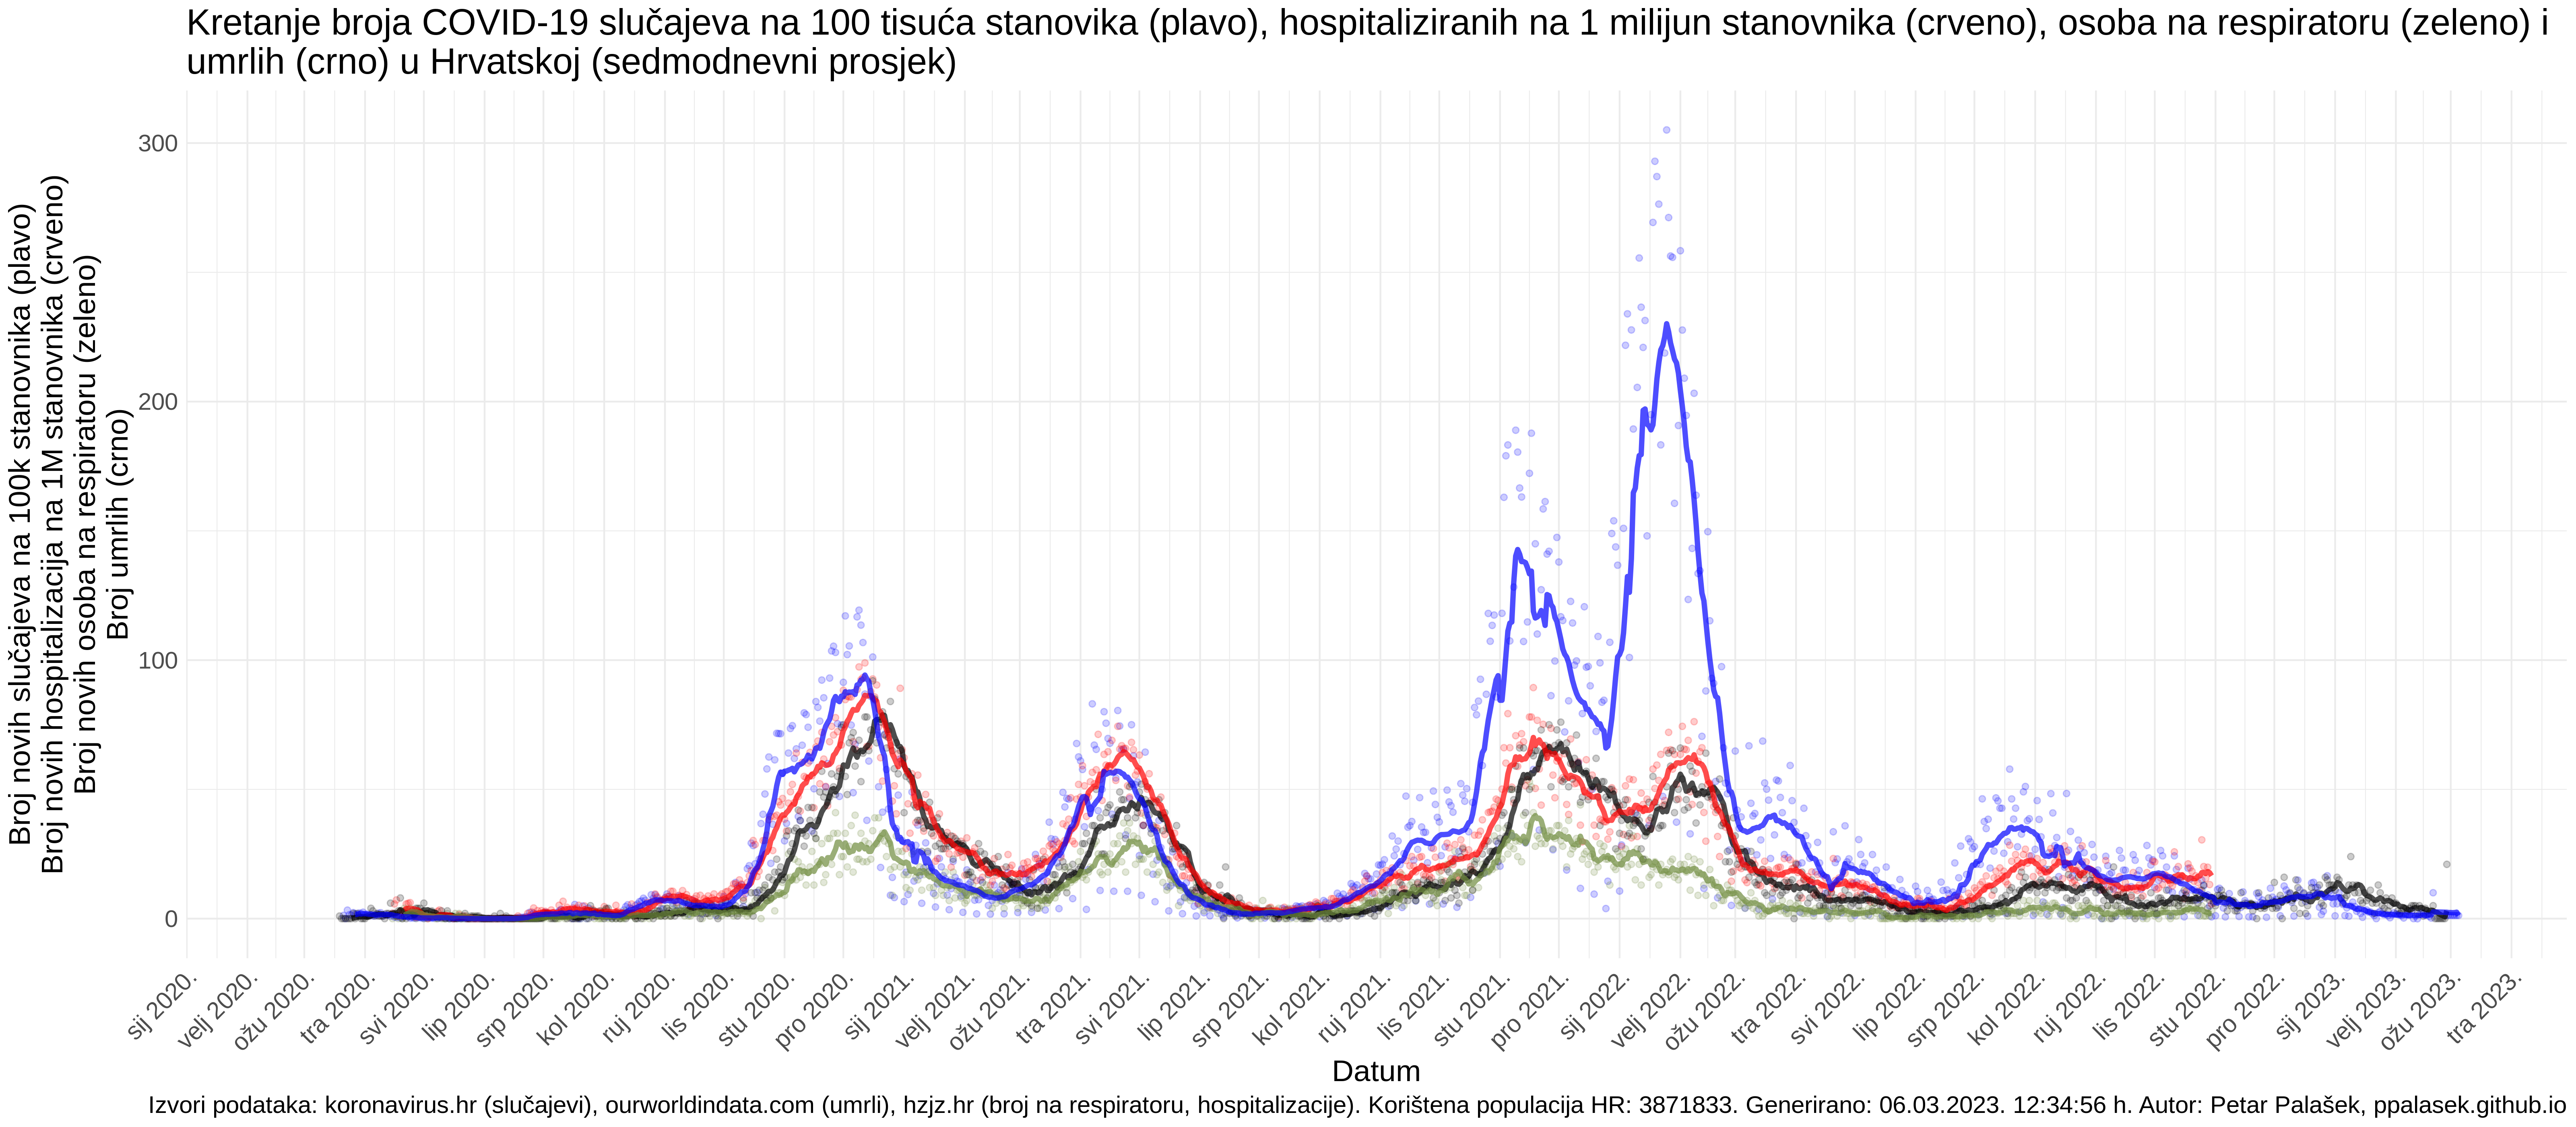 Kretanje broja COVID-19 slučajeva na 100 tisuća stanovika (plavo), hospitaliziranih na 1 milijun stanovnika (crveno), osoba na respiratoru (zeleno) i
umrlih (crno) u Hrvatskoj (sedmodnevni prosjek)
Broj novih slučajeva na 100k stanovnika (plavo)
Broj novih hospitalizacija na 1M stanovnika (crveno)
Broj novih osoba na respiratoru (zeleno)
Broj umrlih (crno)
300
200
100
0
sij 2020.
velj 2020.
ožu 2020.
tra 2020.
svi 2020.
lip 2020.
srp 2020.
kol 2020.
ruj 2020.
lis 2020.
stu 2020.
pro 2020.
sij 2021.
velj 2021.
ožu 2021.
tra 2021.
svi 2021.
lip 2021.
srp 2021.
kol 2021.
ruj 2021.
lis 2021.
stu 2021.
pro 2021.
sij 2022.
velj 2022.
ožu 2022.
tra 2022.
svi 2022.
lip 2022.
srp 2022.
kol 2022.
ruj 2022.
lis 2022.
stu 2022.
pro 2022.
sij 2023.
velj 2023.
ožu 2023.
tra 2023.
Datum
Izvori podataka: koronavirus.hr (slučajevi), ourworldindata.com (umrli), hzjz.hr (broj na respiratoru, hospitalizacije). Korištena populacija HR: 3871833. Generirano: 06.03.2023. 12:34:56 h. Autor: Petar Palašek, ppalasek.github.io